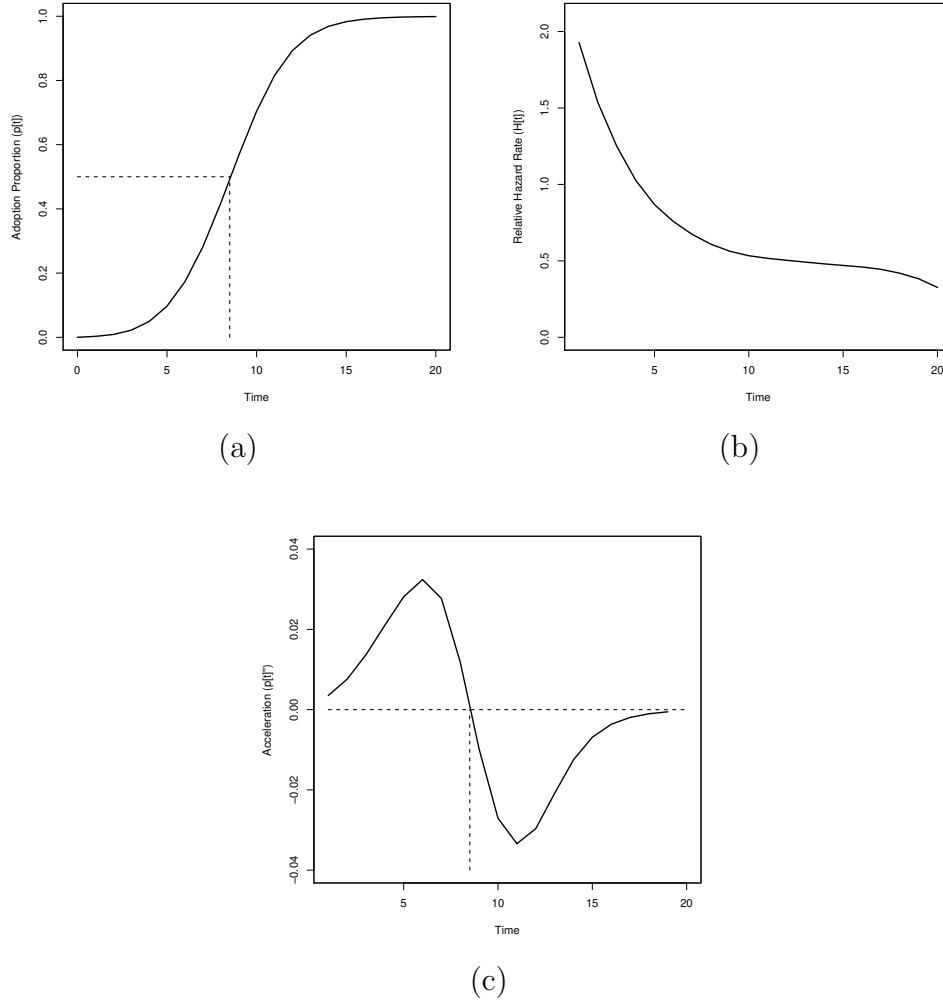 Adoption Proportion (p[t])
1.0
0.8
0.6
0.4
0.2
0.0
0 5 10 15 20
Time
(a)
Relative Hazard Rate (H[t])
2.0
1.5
1.0
0.5
0.0
5 10 15 20
Time
(b)
Acceleration (p[t]'')
0.04
0.02
0.00
−0.02
−0.04
5 10 15 20
Time
(c)